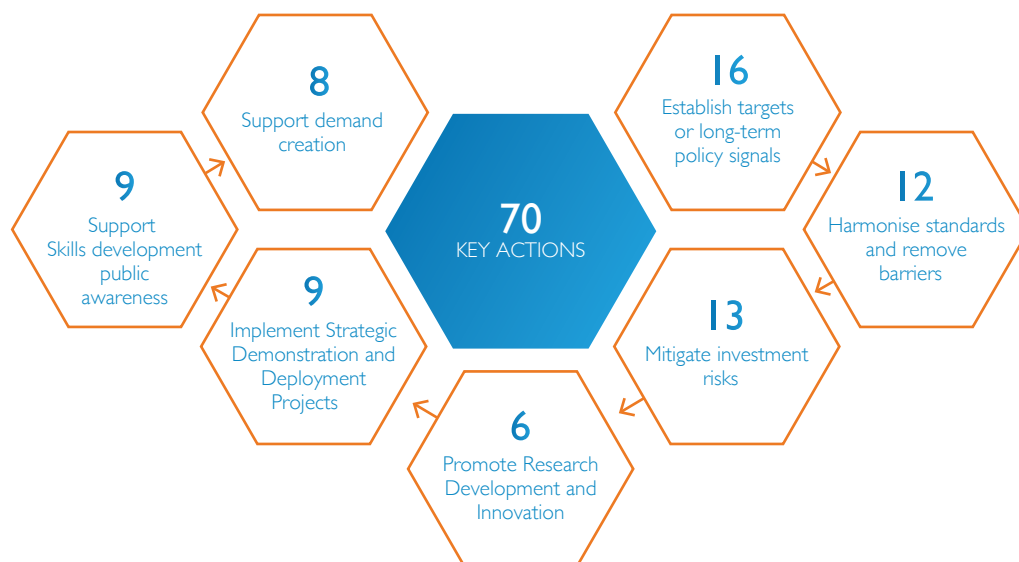 70
KEY ACTIONS
16
Establish targets
or long-term
policy signals
12
Harmonise standards
and remove
barriers
13
Mitigate investment
risks
6
Promote Research
Development and
Innovation
9
Implement Strategic
Demonstration and
Deployment
Projects
9
Support
Skills development
public
awareness
8
Support demand
creation